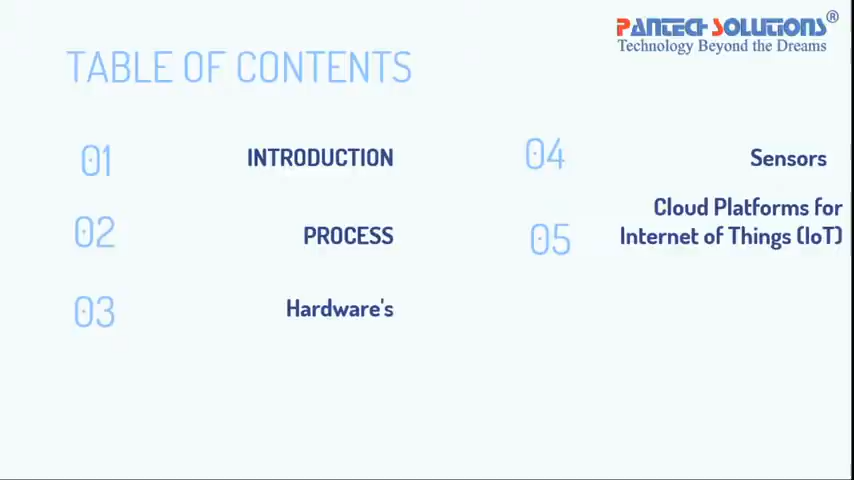 PANTECH SOLUTIONS®
Technology Beyond the Dreams
TABLE OF CONTENTS
01 INTRODUCTION
02 PROCESS
03 Hardware's
04 Sensors
05 Cloud Platforms for
Internet of Things (IoT)